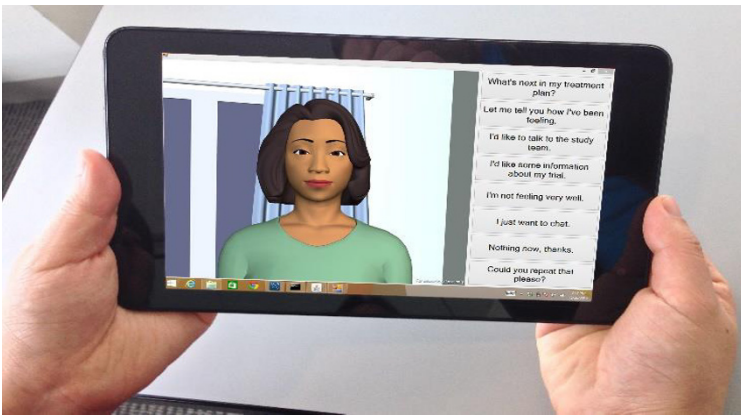 What's next in my treatment
plan?
Let me tell you how I've been
feeling.
I'd like to talk to the study
team.
I'd like some information
about my trial.
I'm not feeling very well.
I just want to chat.
Nothing now, thanks.
Could you repeat that
please?